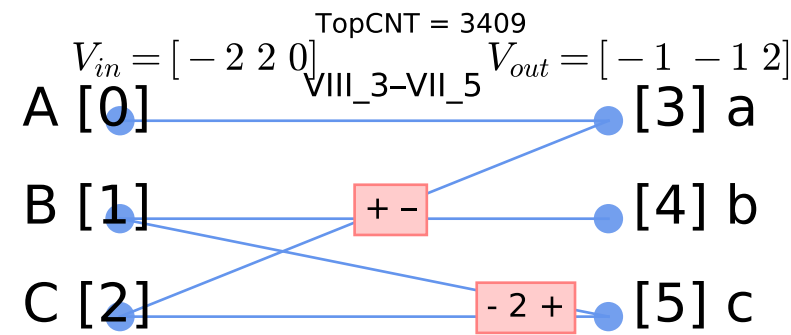 TopCNT = 3409
V_in = [ − 2 2 0] V_out = [ − 1 − 1 2]
VIII_3–VII_5
A [0] [3] a
B [1] + – [4] b
C [2] - 2 + [5] c